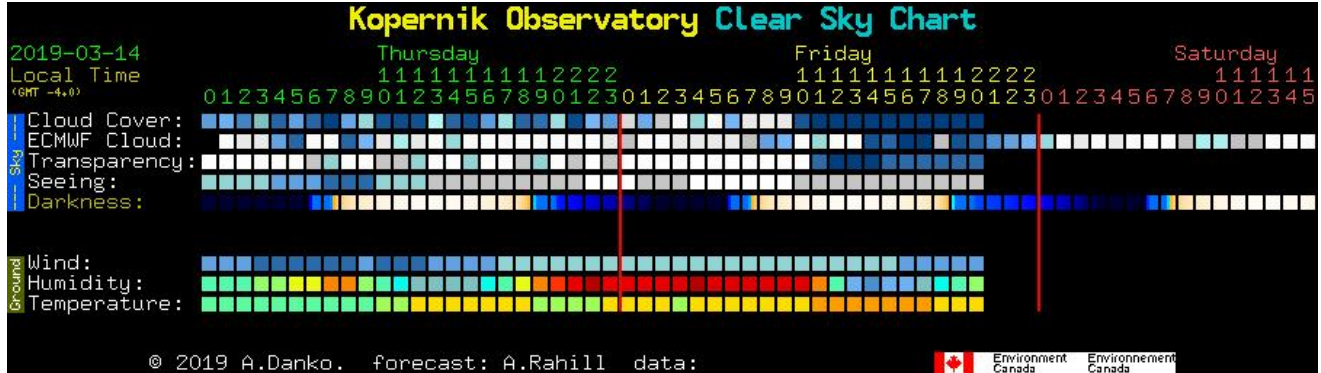 Kopernik Observatory Clear Sky Chart
2019-03-14 Thursday Friday Saturday
Local Time 11111111112222 11111111112222 111111
(GMT -4.0) 0123456789012345678901230123456789012345678901230123456789012345
Sky
Cloud Cover:
ECMWF Cloud:
Transparency:
Seeing:
Darkness:
Ground
Wind:
Humidity:
Temperature:
© 2019 A.Danko. forecast: A.Rahill data: Environment Canada Environnement Canada